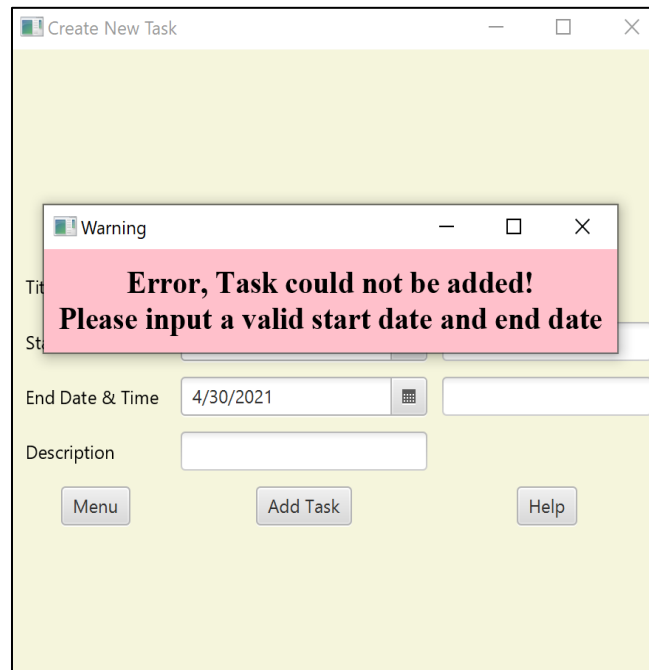 Create New Task
Warning
Error, Task could not be added!
Please input a valid start date and end date
End Date & Time 4/30/2021
Description
Menu Add Task Help